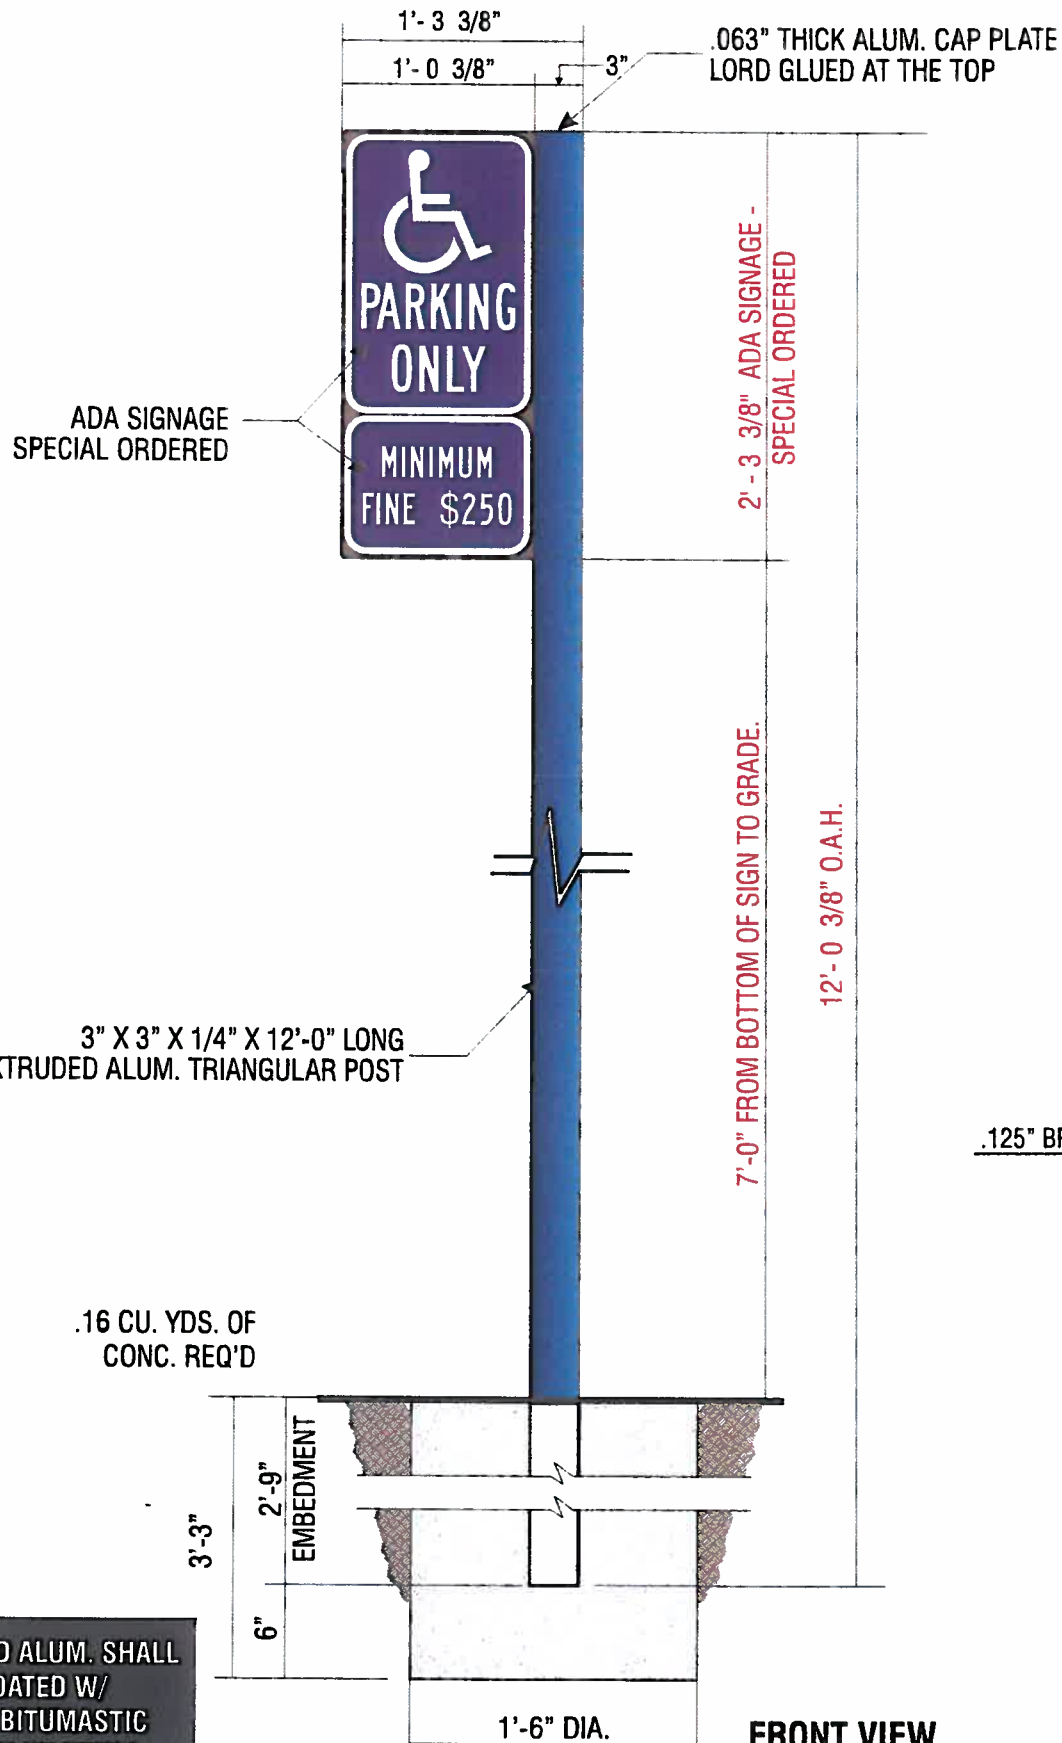 1'- 3 3/8"
1'- 0 3/8"
3"
.063" THICK ALUM. CAP PLATE
LORD GLUED AT THE TOP
PARKING
ONLY
MINIMUM
FINE $250
ADA SIGNAGE
SPECIAL ORDERED
2' - 3 3/8" ADA SIGNAGE -
SPECIAL ORDERED
7'-0" FROM BOTTOM OF SIGN TO GRADE.
12'- 0 3/8" O.A.H.
3" X 3" X 1/4" X 12'-0" LONG
XTRUDED ALUM. TRIANGULAR POST
.125"
.16 CU. YDS. OF
CONC. REQ'D
2'-9"
EMBEDMENT
3'-3"
6"
ALUM. SHALL
W/
BITUMASTIC
1'-6" DIA.
FRONT VIEW